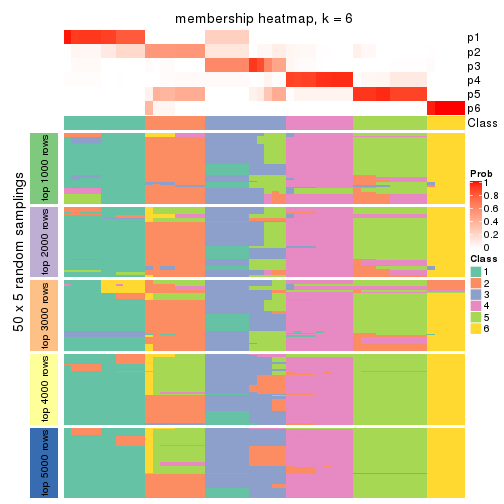 membership heatmap, k = 6
p1
p2
p3
p4
p5
p6
Class
50 x 5 random samplings
top 1000 rows
top 2000 rows
top 3000 rows
top 4000 rows
top 5000 rows
Prob
1
0.8
0.6
0.4
0.2
0
Class
1
2
3
4
5
6